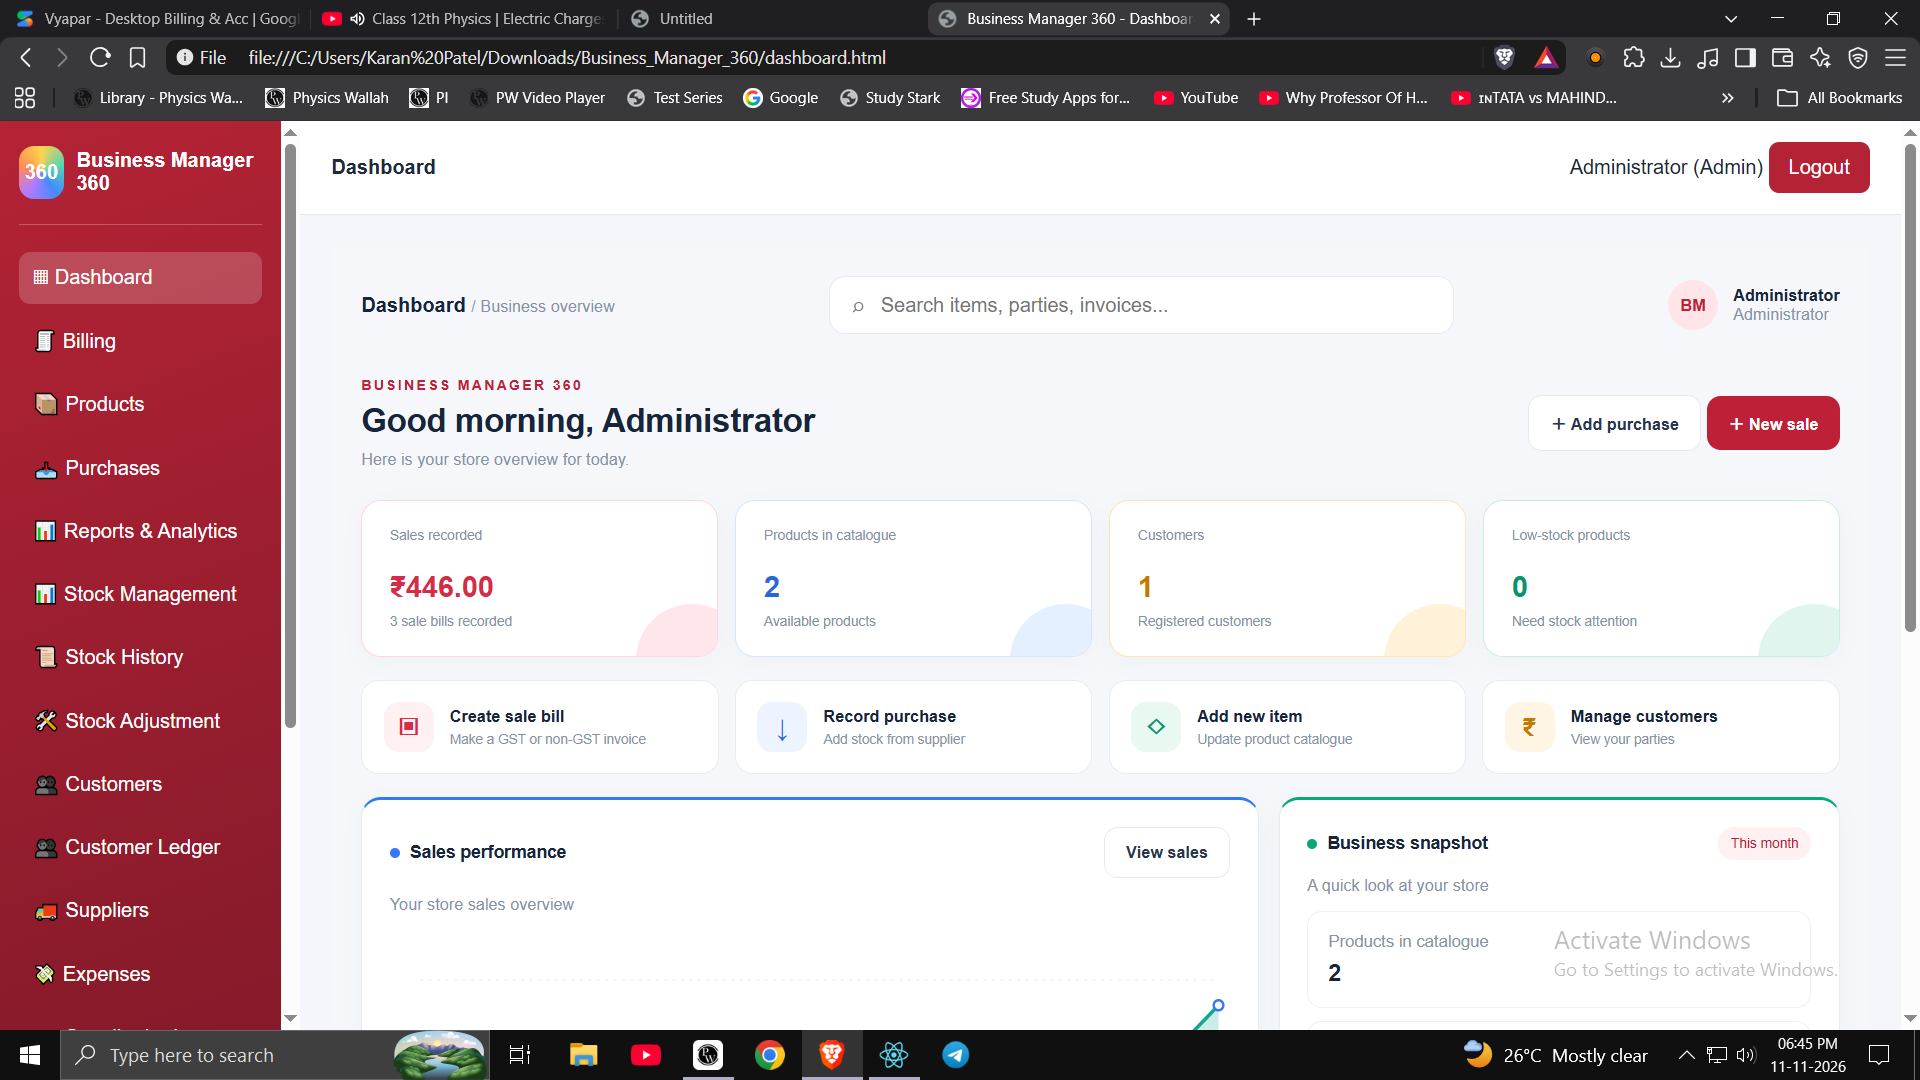 Vyapar - Desktop Billing & Acc | Goog
Class 12th Physics | Electric Charge
Untitled
Business Manager 360 - Dashboar
File file:///C:/Users/Karan%20Patel/Downloads/Business_Manager_360/dashboard.html
Library - Physics Wa...
Physics Wallah
PI
PW Video Player
Test Series
Google
Study Stark
Free Study Apps for...
YouTube
Why Professor Of H...
ɪɴTATA vs MAHIND...
All Bookmarks
360
Business Manager
360
Dashboard
Billing
Products
Purchases
Reports & Analytics
Stock Management
Stock History
Stock Adjustment
Customers
Customer Ledger
Suppliers
Expenses
Dashboard
Administrator (Admin) Logout
Dashboard / Business overview
Search items, parties, invoices...
BM
Administrator
Administrator
BUSINESS MANAGER 360
Good morning, Administrator
Here is your store overview for today.
+ Add purchase
+ New sale
Sales recorded
₹446.00
3 sale bills recorded
Products in catalogue
2
Available products
Customers
1
Registered customers
Low-stock products
0
Need stock attention
Create sale bill
Make a GST or non-GST invoice
Record purchase
Add stock from supplier
Add new item
Update product catalogue
₹
Manage customers
View your parties
Sales performance
View sales
Your store sales overview
Business snapshot
This month
A quick look at your store
Products in catalogue
2
Activate Windows
Go to Settings to activate Windows.
Type here to search
26°C Mostly clear
06:45 PM
11-11-2026